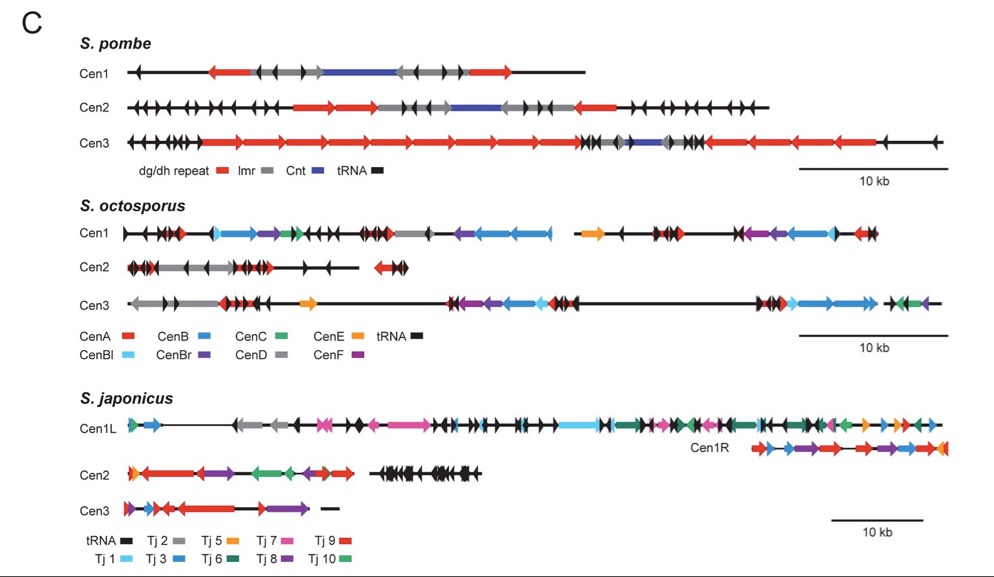 C
S. pombe
Cen1
Cen2
Cen3
dg/dh repeat imr Cnt tRNA
10 kb
S. octosporus
Cen1
Cen2
Cen3
CenA CenB CenC CenE tRNA
CenBl CenBr CenD CenF
10 kb
S. japonicus
Cen1L
Cen1R
Cen2
Cen3
10 kb
tRNA Tj 2 Tj 5 Tj 7 Tj 9
Tj 1 Tj 3 Tj 6 Tj 8 Tj 10